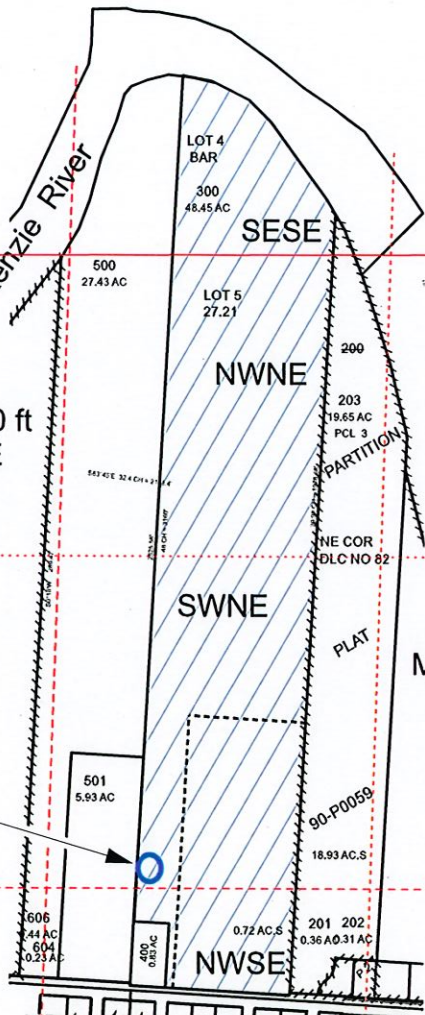 LOT 4
BAR
300
48.45 AC
SESE
500
27.43 AC
LOT 5
27.21
NWNE
River
200
203
19.65 AC
PCL 3
PARTITION
ft
NE COR
DLC NO 82
SWNE
PLAT
M
501
5.93 AC
90-P0059
18.93 AC.S
606
.44 AC
604
0.23 AC
400
0.83 AC
0.72 AC.S
NWSE
201 202
0.36 AC 0.31 AC